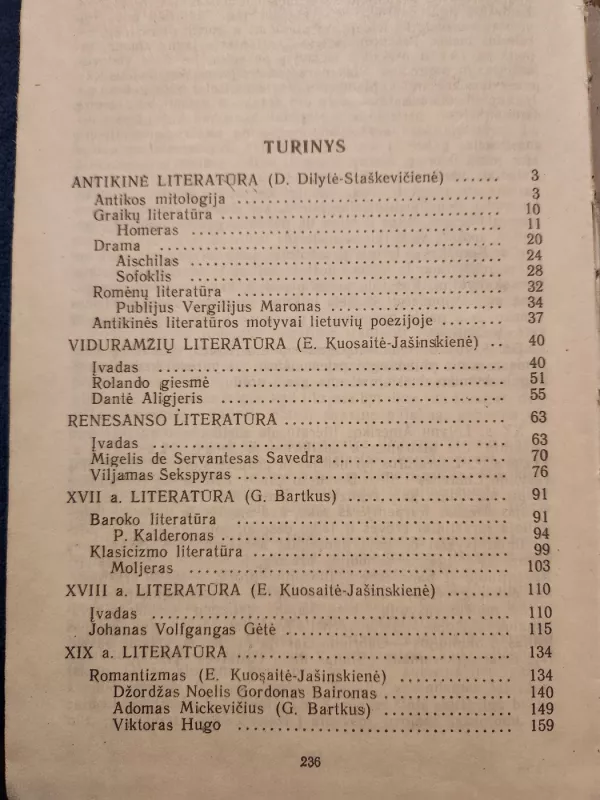 TURINYS
ANTIKINĖ LITERATŪRA (D. Dilytė-Staškevičienė) ...... 3
Antikos mitologija .................................. 3
Graikų literatūra .................................. 10
Homeras .................................. 11
Drama .................................. 20
Aischilas .................................. 24
Sofoklis .................................. 28
Romėnų literatūra .................................. 32
Publijus Vergilijus Maronas .................. 34
Antikinės literatūros motyvai lietuvių poezijoje ........ 37
VIDURAMŽIŲ LITERATŪRA (E. Kuosaitė-Jašinskienė) .. 40
Įvadas .................................. 40
Rolando giesmė .................................. 51
Dantė Aligjeris .................................. 55
RENESANSO LITERATŪRA .......................... 63
Įvadas .................................. 63
Migelis de Servantesas Savedra .................. 70
Viljamas Šekspyras .......................... 76
XVII a. LITERATŪRA (G. Bartkus) .................. 91
Baroko literatūra .......................... 91
P. Kalderonas .......................... 94
Klasicizmo literatūra .......................... 99
Moljeras .................................. 103
XVIII a. LITERATŪRA (E. Kuosaitė-Jašinskienė) ........ 110
Įvadas .................................. 110
Johanas Volfgangas Gėtė .......................... 115
XIX a. LITERATŪRA .......................... 134
Romantizmas (E. Kuosaitė-Jašinskienė) .............. 134
Džordžas Noelis Gordonas Baironas .............. 140
Adomas Mickevičius (G. Bartkus) .............. 149
Viktoras Hugo .......................... 159
236